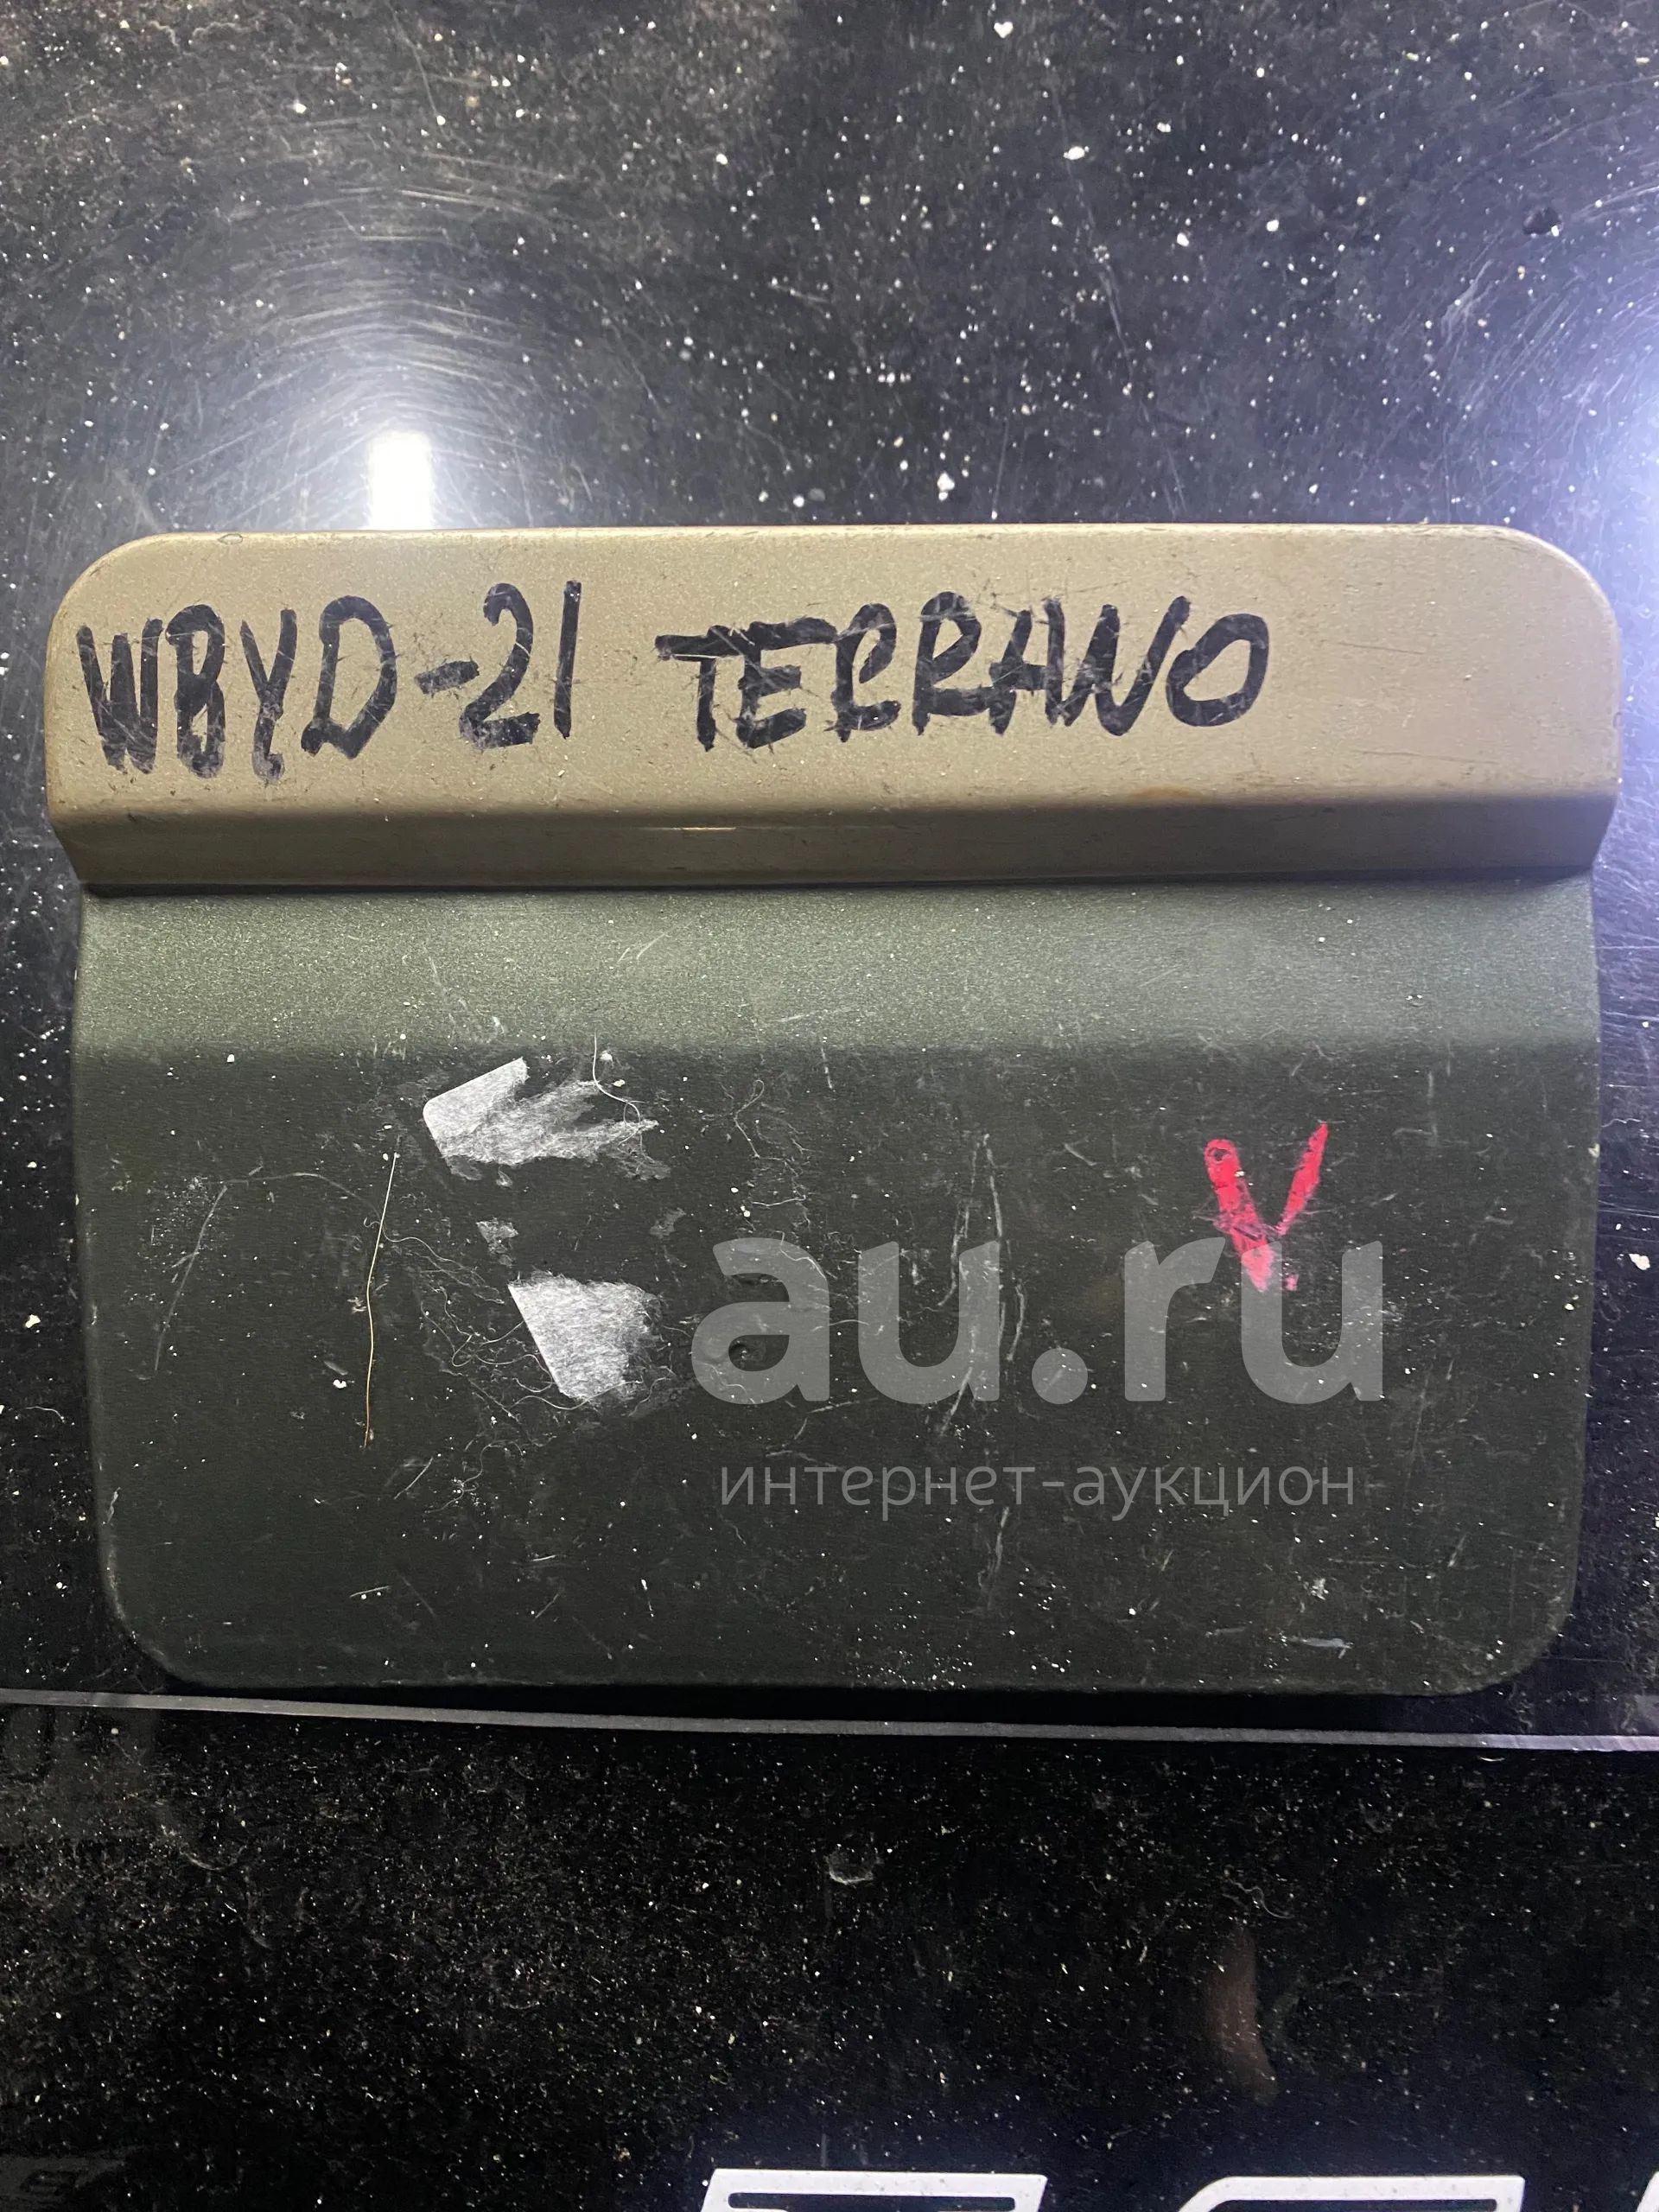 WBYD-21 TERRANO
V
au.ru
интернет-аукцион